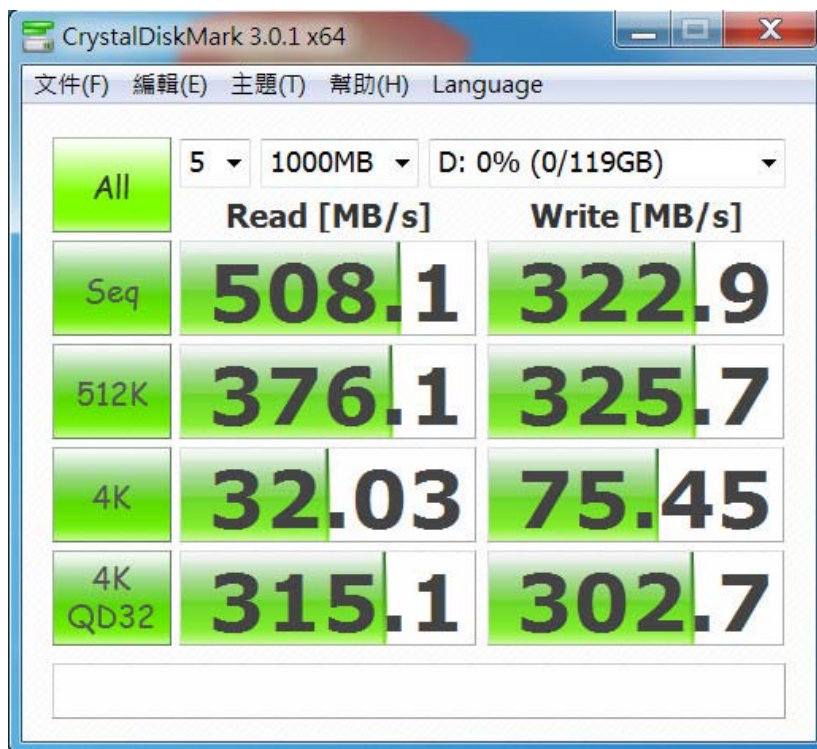 CrystalDiskMark 3.0.1 x64
文件(F) 編輯(E) 主題(T) 幫助(H) Language
All 5 1000MB D: 0% (0/119GB)
Read [MB/s] Write [MB/s]
Seq 508.1 322.9
512K 376.1 325.7
4K 32.03 75.45
4K
QD32 315.1 302.7